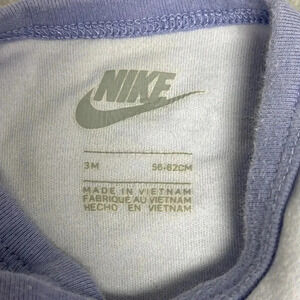 NIKE
3M 56-62CM
MADE IN VIETNAM
FABRIQUÉ AU VIETNAM
HECHO EN VIETNAM